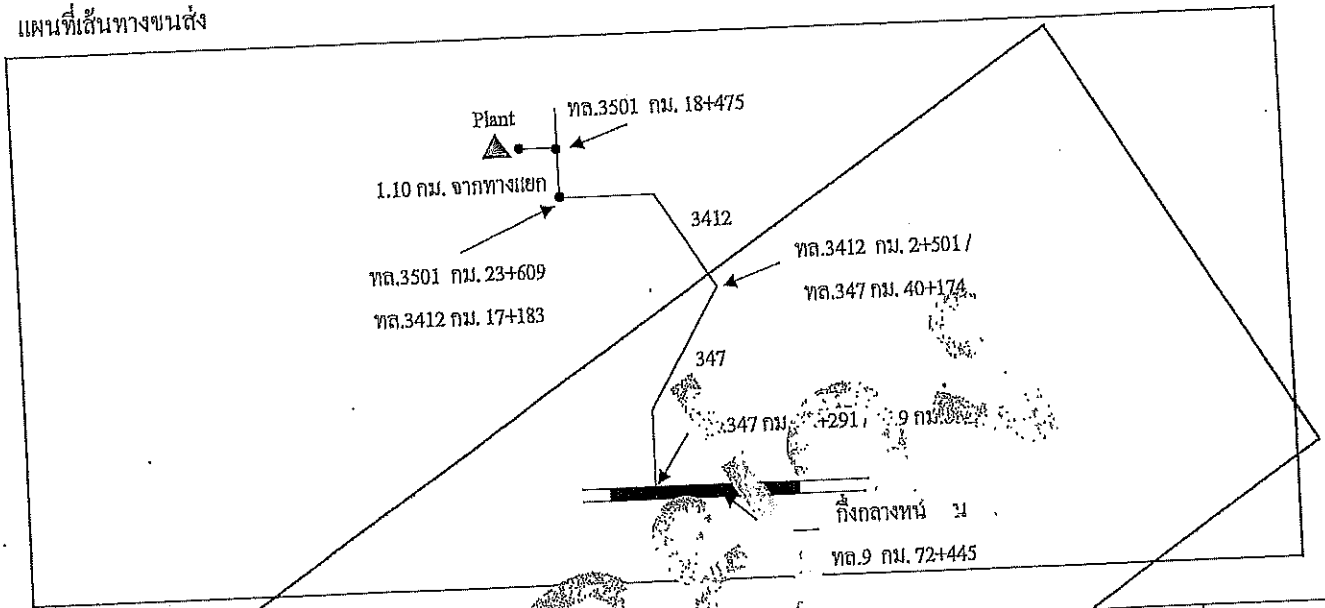 แผนที่เส้นทางขนส่ง
Plant
ทล.3501 กม. 18+475
1.10 กม. จากทางแยก
3412
ทล.3501 กม. 23+609
ทล.3412 กม. 17+183
ทล.3412 กม. 2+501 /
ทล.347 กม. 40+174
347
.347 กม +291 / .9 กม.
กึ่งกลาง
ทล.9 กม. 72+445